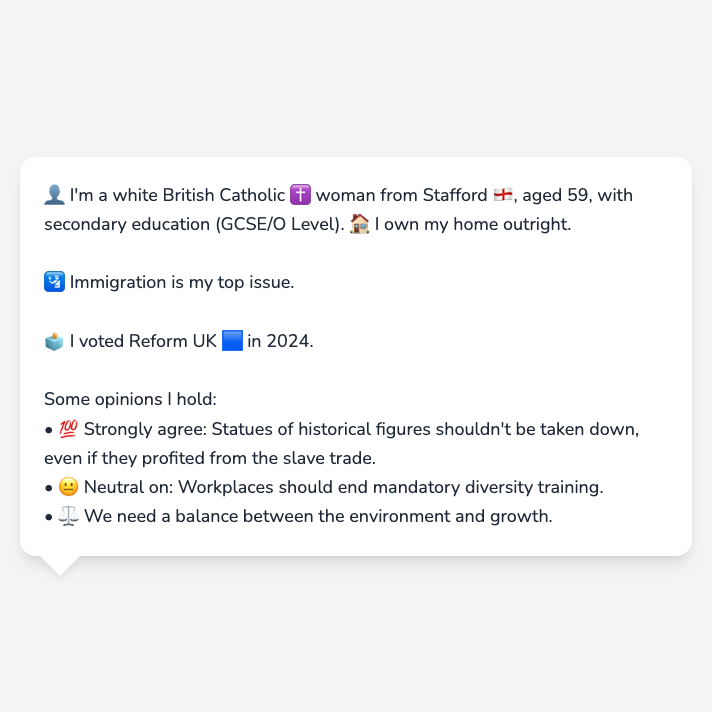 👤 I'm a white British Catholic ✝️ woman from Stafford 🏴󠁧󠁢󠁥󠁮󠁧󠁿, aged 59, with
secondary education (GCSE/O Level). 🏠 I own my home outright.
🛂 Immigration is my top issue.
🗳️ I voted Reform UK 🟦 in 2024.
Some opinions I hold:
• 💯 Strongly agree: Statues of historical figures shouldn't be taken down,
even if they profited from the slave trade.
• 😐 Neutral on: Workplaces should end mandatory diversity training.
• ⚖️ We need a balance between the environment and growth.